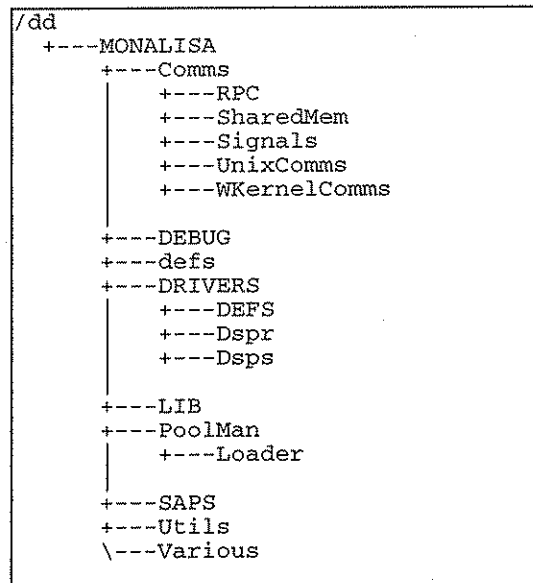 /dd
+---MONALISA
+---Comms
| +---RPC
| +---SharedMem
| +---Signals
| +---UnixComms
| +---WKernelComms
|
+---DEBUG
+---defs
+---DRIVERS
| +---DEFS
| +---Dspr
| +---Dsps
|
+---LIB
+---PoolMan
| +---Loader
|
+---SAPS
+---Utils
\---Various